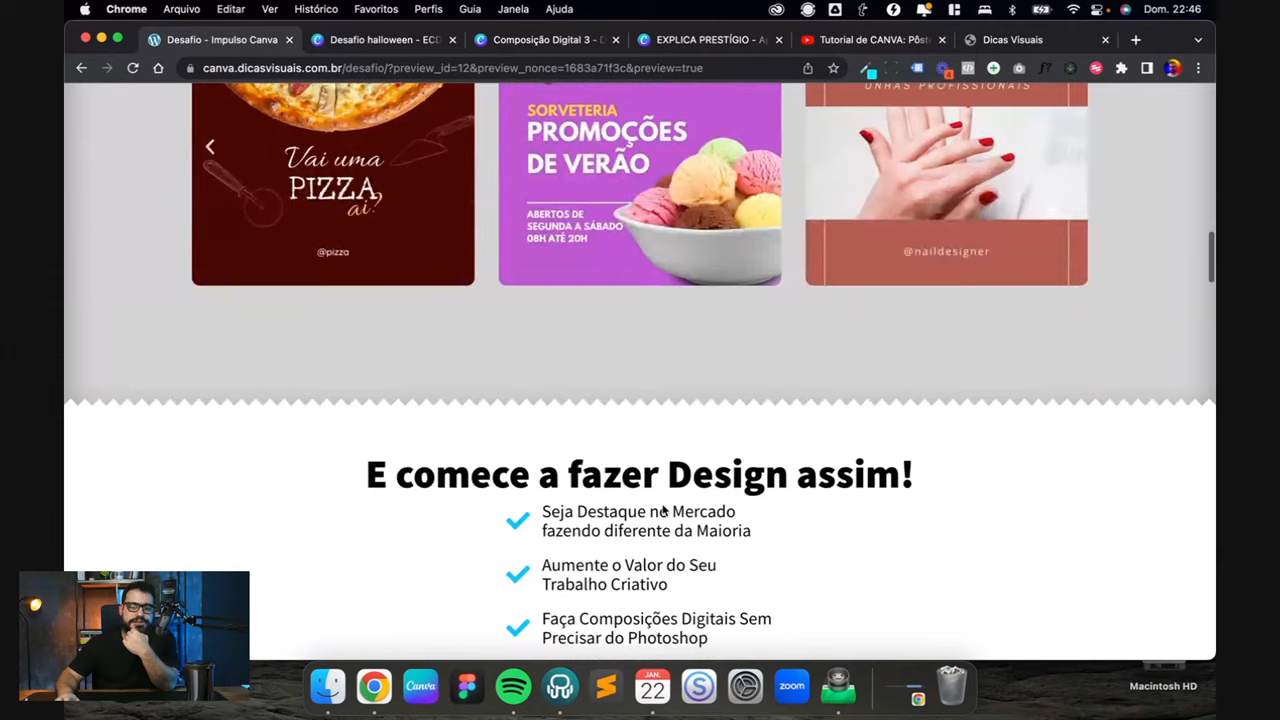 Chrome Arquivo Editar Ver Histórico Favoritos Perfis Guia Janela Ajuda Dom. 22:46
Desafio - Impulso Canva Desafio halloween - ECD Composição Digital 3 - D EXPLICA PRESTÍGIO - A Tutorial de CANVA: Pôst Dicas Visuais
canva.dicasvisuais.com.br/desafio/?preview_id=12&preview_nonce=1683a71f3c&preview=true
Vai uma
PIZZA
ai?
@pizza
SORVETERIA
PROMOÇÕES
DE VERÃO
ABERTOS DE
SEGUNDA A SÁBADO
08H ATÉ 20H
UNHAS PROFISSIONAIS
@naildesigner
E comece a fazer Design assim!
Seja Destaque no Mercado
fazendo diferente da Maioria
Aumente o Valor do Seu
Trabalho Criativo
Faça Composições Digitais Sem
Precisar do Photoshop
Canva
JAN.
22
zoom
Macintosh HD